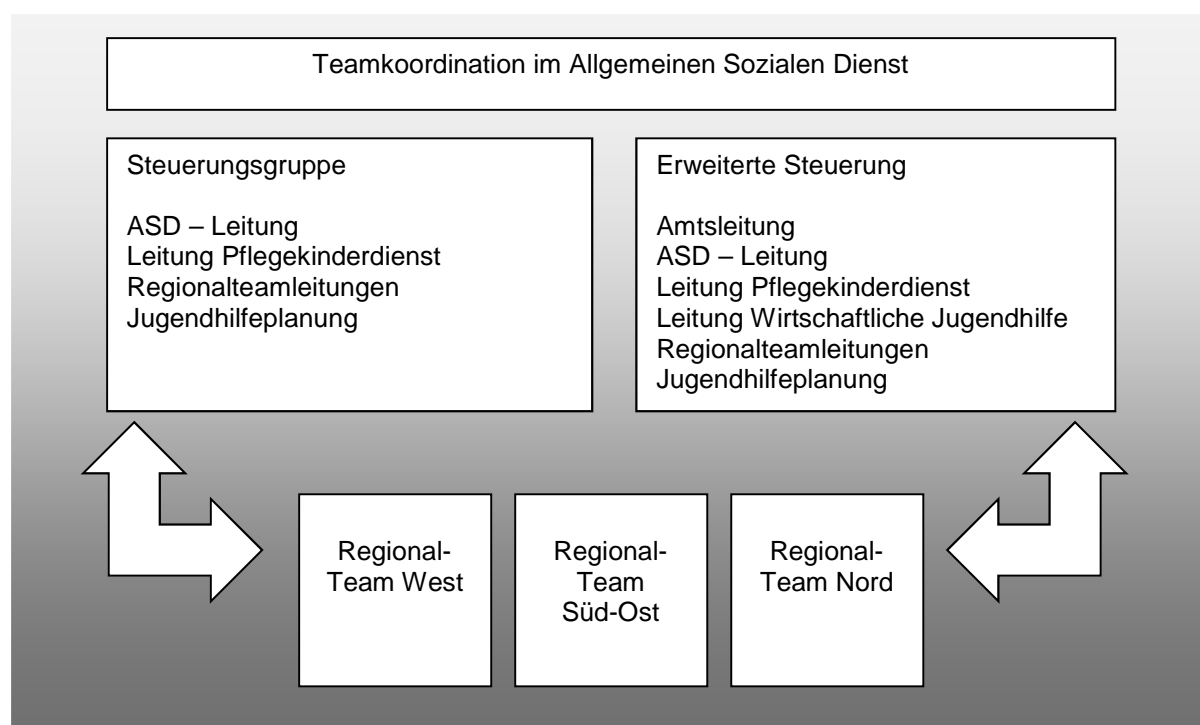 Teamkoordination im Allgemeinen Sozialen Dienst
Steuerungsgruppe
ASD – Leitung
Leitung Pflegekinderdienst
Regionalteamleitungen
Jugendhilfeplanung
Erweiterte Steuerung
Amtsleitung
ASD – Leitung
Leitung Pflegekinderdienst
Leitung Wirtschaftliche Jugendhilfe
Regionalteamleitungen
Jugendhilfeplanung
Regional-
Team West
Regional-
Team
Süd-Ost
Regional-
Team Nord